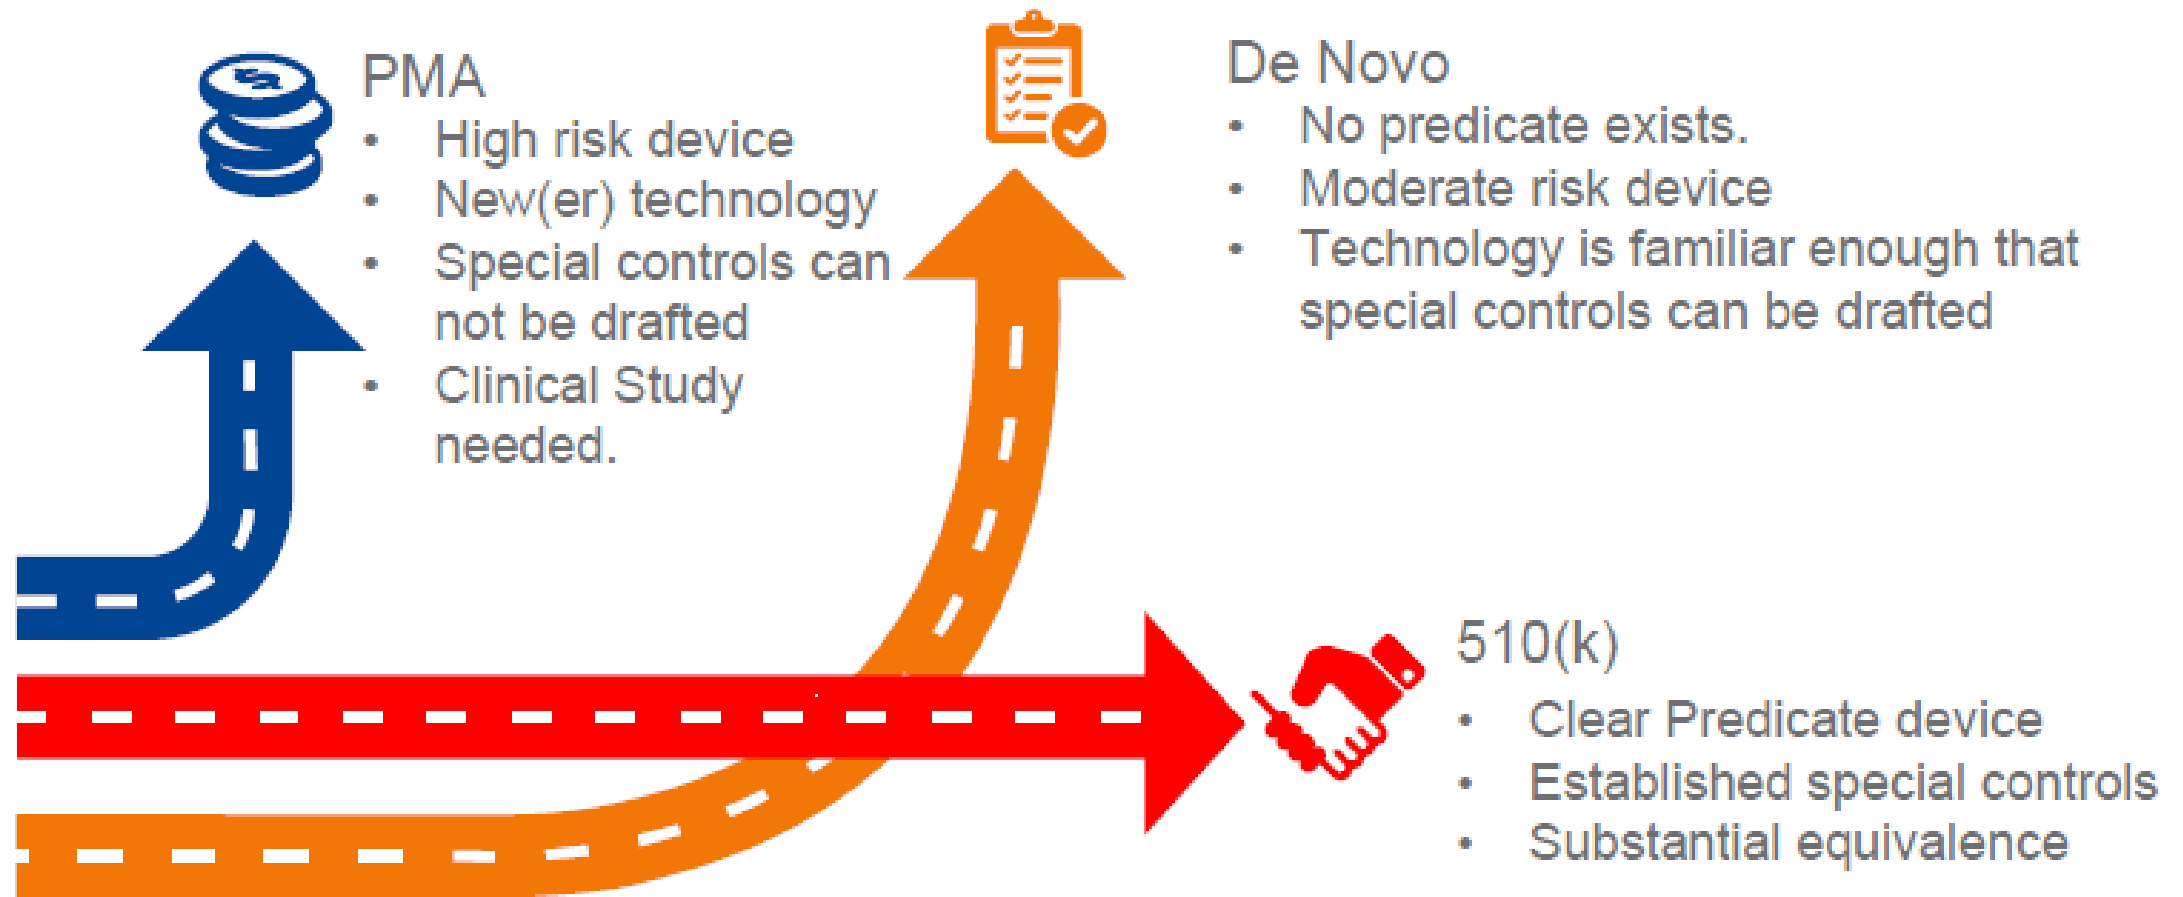 PMA
• High risk device
• New(er) technology
• Special controls can
not be drafted
• Clinical Study
needed.
De Novo
• No predicate exists.
• Moderate risk device
• Technology is familiar enough that
special controls can be drafted
510(k)
• Clear Predicate device
• Established special controls
• Substantial equivalence